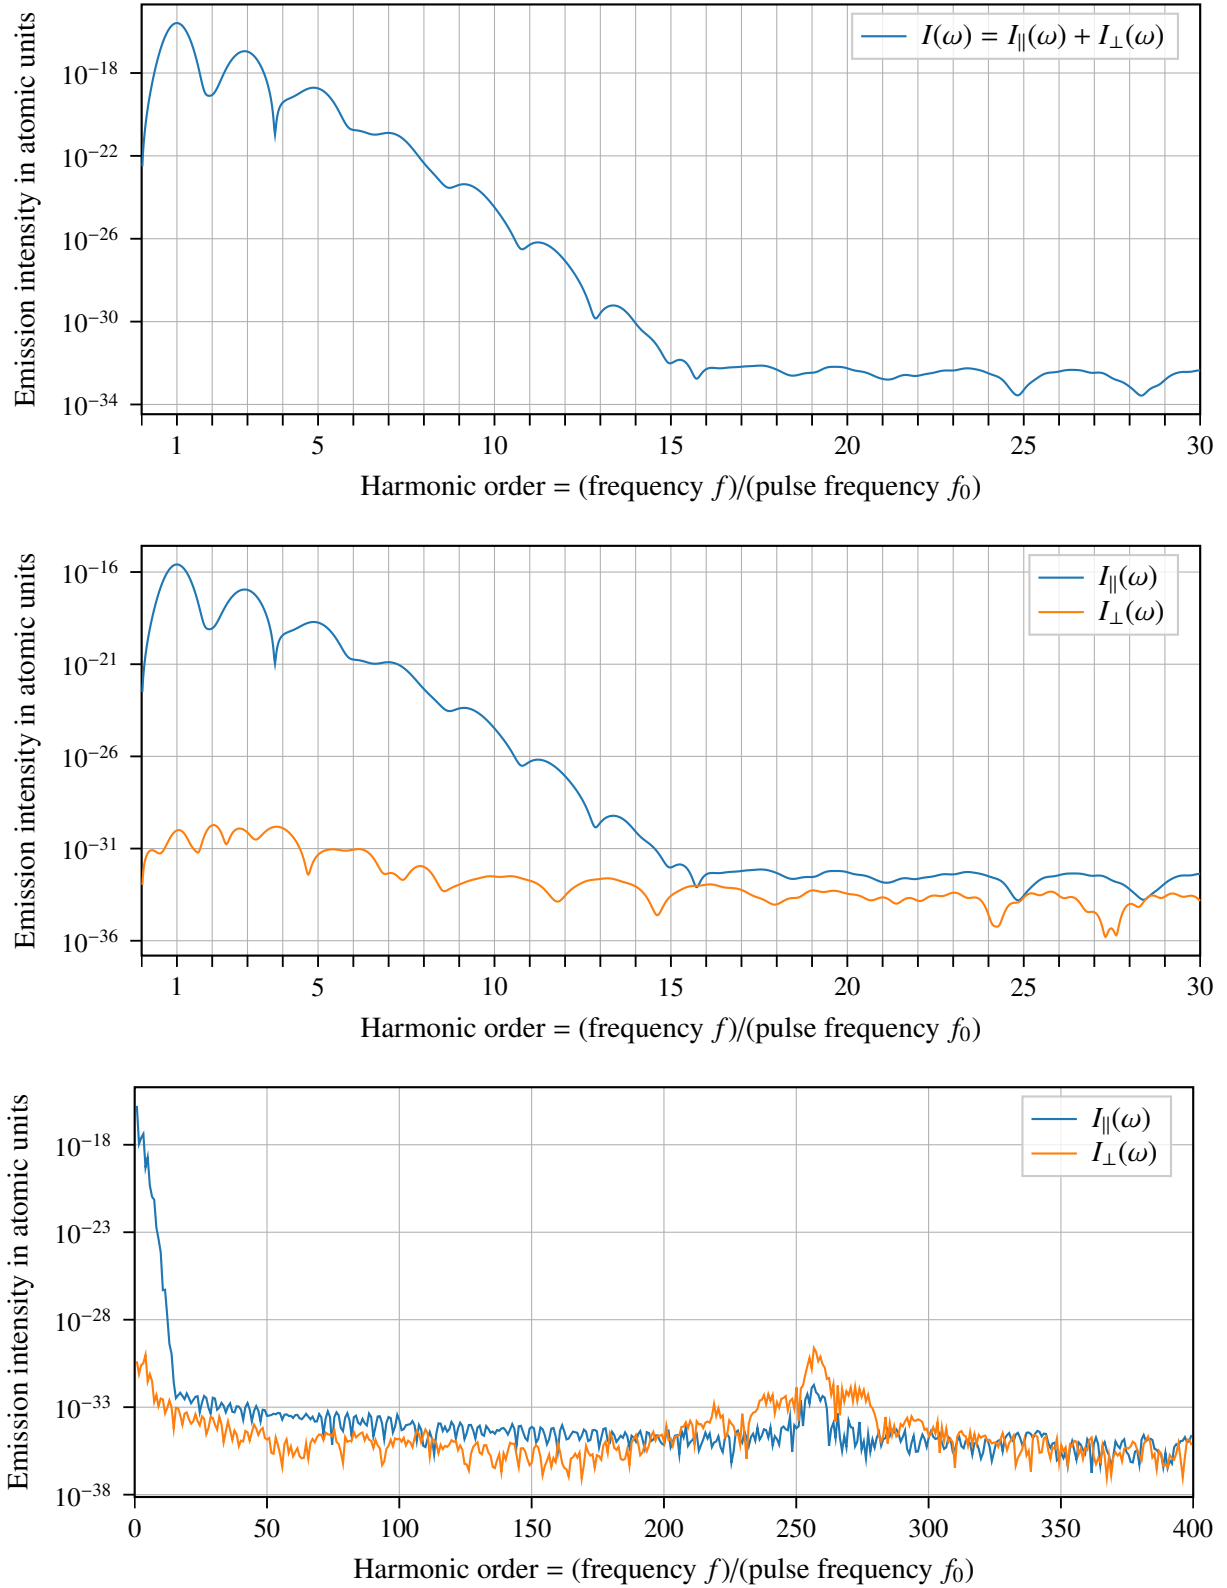 Emission intensity in atomic units
10⁻¹⁸
10⁻²²
10⁻²⁶
10⁻³⁰
10⁻³⁴
I(ω) = I∥(ω) + I⊥(ω)
1 5 10 15 20 25 30
Harmonic order = (frequency f)/(pulse frequency f₀)
Emission intensity in atomic units
10⁻¹⁶
10⁻²¹
10⁻²⁶
10⁻³¹
10⁻³⁶
I∥(ω)
I⊥(ω)
1 5 10 15 20 25 30
Harmonic order = (frequency f)/(pulse frequency f₀)
Emission intensity in atomic units
10⁻¹⁸
10⁻²³
10⁻²⁸
10⁻³³
10⁻³⁸
I∥(ω)
I⊥(ω)
0 50 100 150 200 250 300 350 400
Harmonic order = (frequency f)/(pulse frequency f₀)